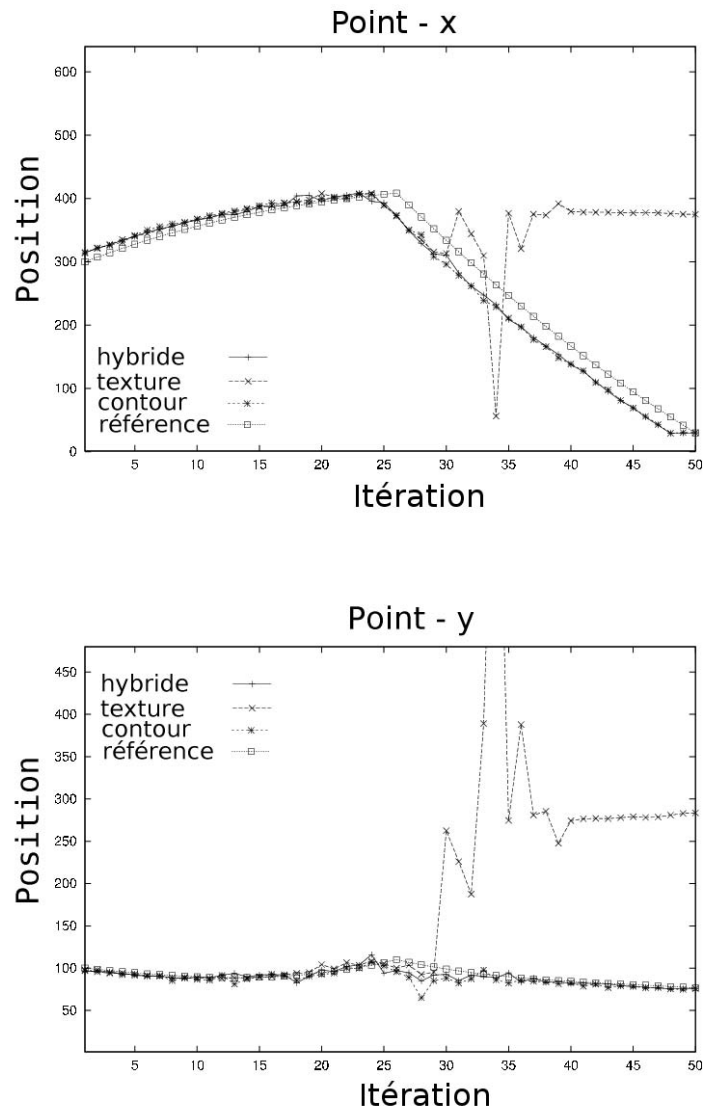 Point - x
600
500
400
300
200
100
0
Position
hybride
texture
contour
référence
5 10 15 20 25 30 35 40 45 50
Itération
Point - y
450
400
350
300
250
200
150
100
50
Position
hybride
texture
contour
référence
5 10 15 20 25 30 35 40 45 50
Itération